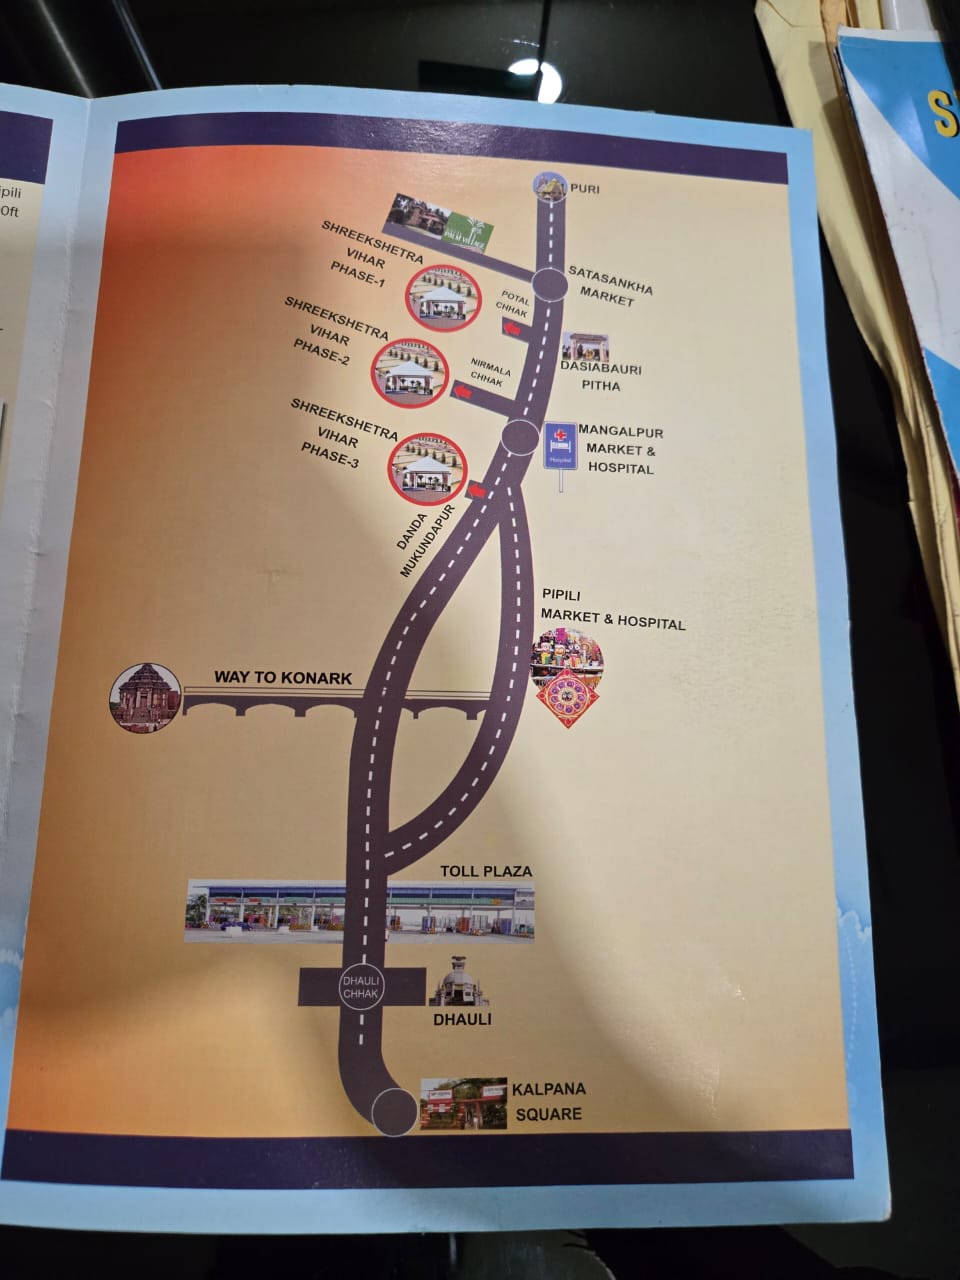 ipili
0ft
PURI
PALM VILLAGE
SHREEKSHETRA
VIHAR
PHASE-1
SATASANKHA
MARKET
POTAL
CHHAK
SHREEKSHETRA
VIHAR
PHASE-2
NIRMALA
CHHAK
DASIABAURI
PITHA
SHREEKSHETRA
VIHAR
PHASE-3
Hospital
MANGALPUR
MARKET &
HOSPITAL
DANDA
MUKUNDAPUR
PIPILI
MARKET & HOSPITAL
WAY TO KONARK
TOLL PLAZA
DHAULI
CHHAK
DHAULI
KALPANA
SQUARE
S